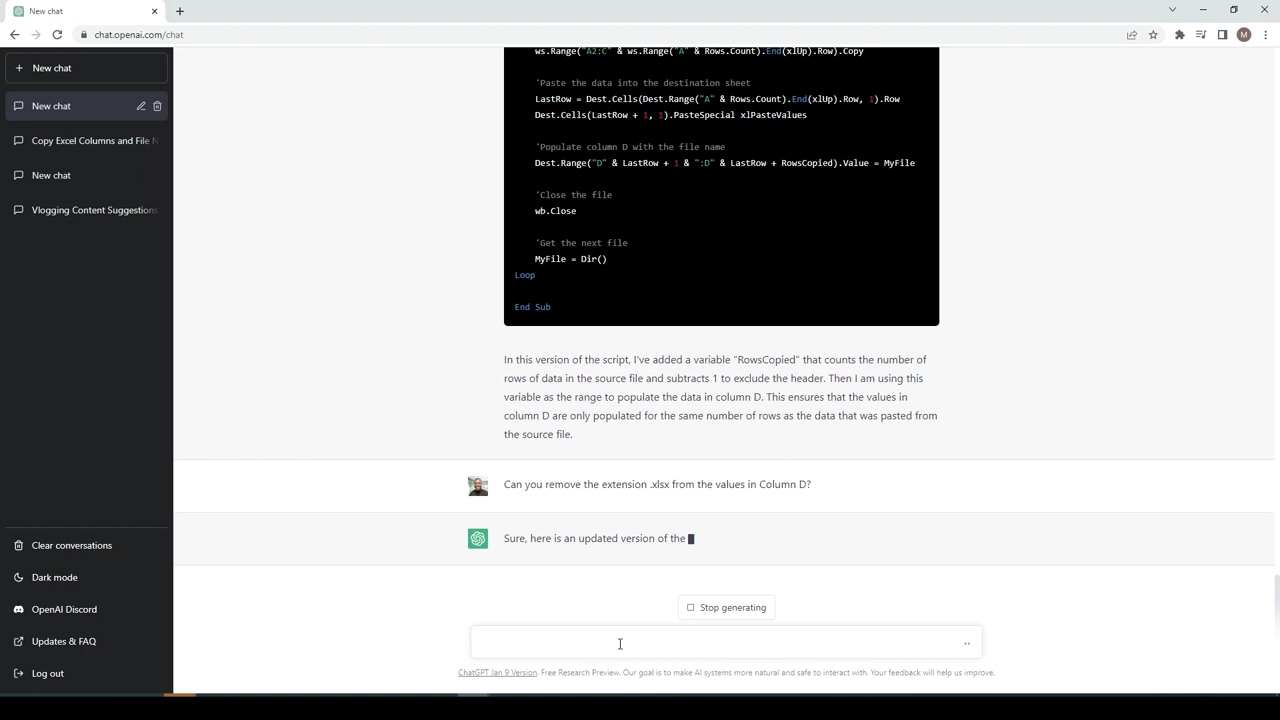 New chat
chat.openai.com/chat
M
New chat
New chat
Copy Excel Columns and File N
New chat
Vlogging Content Suggestions
Clear conversations
Dark mode
OpenAI Discord
Updates & FAQ
Log out
ws.Range("A2:C" & ws.Range("A" & Rows.Count).End(xlUp).Row).Copy
'Paste the data into the destination sheet
LastRow = Dest.Cells(Dest.Range("A" & Rows.Count).End(xlUp).Row, 1).Row
Dest.Cells(LastRow + 1, 1).PasteSpecial xlPasteValues
'Populate column D with the file name
Dest.Range("D" & LastRow + 1 & ":D" & LastRow + RowsCopied).Value = MyFile
'Close the file
wb.Close
'Get the next file
MyFile = Dir()
Loop
End Sub
In this version of the script, I've added a variable "RowsCopied" that counts the number of
rows of data in the source file and subtracts 1 to exclude the header. Then I am using this
variable as the range to populate the data in column D. This ensures that the values in
column D are only populated for the same number of rows as the data that was pasted from
the source file.
Can you remove the extension .xlsx from the values in Column D?
Sure, here is an updated version of the
Stop generating
ChatGPT Jan 9 Version. Free Research Preview. Our goal is to make AI systems more natural and safe to interact with. Your feedback will help us improve.